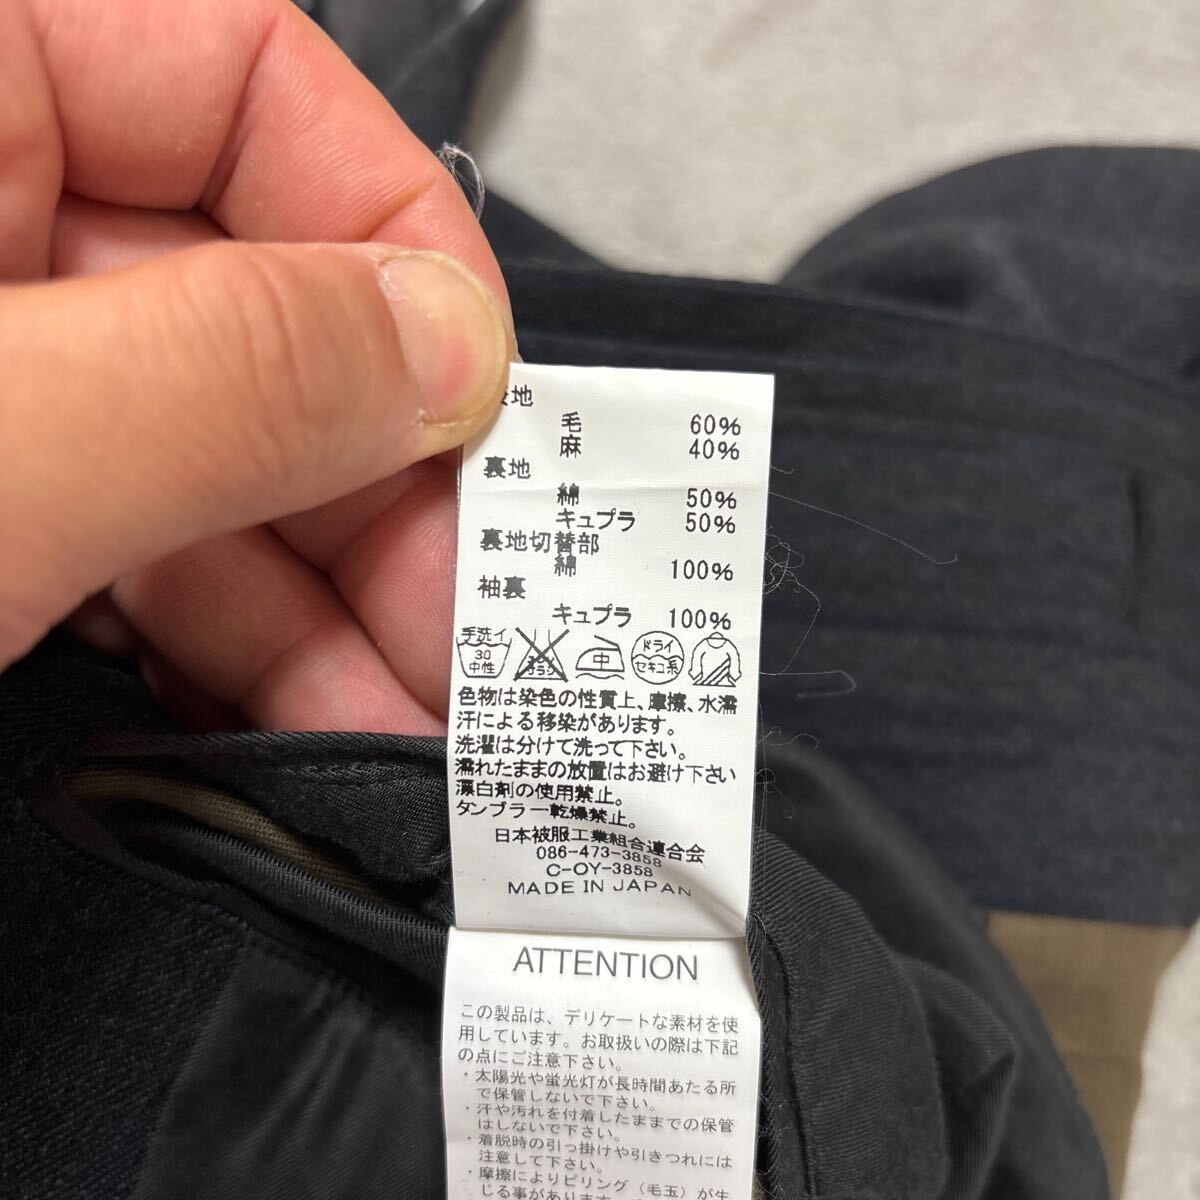 地
毛 60%
麻 40%
裏地
綿 50%
キュプラ 50%
裏地切替部
綿 100%
袖裏
キュプラ 100%
手洗イ 30 中性 エンソサラシ 中 ドライ セキユ系
色物は染色の性質上、摩擦、水濡
汗による移染があります。
洗濯は分けて洗って下さい。
濡れたままの放置はお避け下さい
漂白剤の使用禁止。
タンブラー乾燥禁止。
日本被服工業組合連合会
086-473-3858
C-OY-3858
MADE IN JAPAN
ATTENTION
この製品は、デリケートな素材を使
用しています。お取扱いの際は下記
の点にご注意下さい。
・太陽光や蛍光灯が長時間あたる所
で保管しないで下さい。
・汗や汚れを付着したままでの保管
はしないで下さい。
・着脱時の引っ掛けや引きつれには
注意して下さい。
・摩擦によりピリング（毛玉）が生
じる事があります